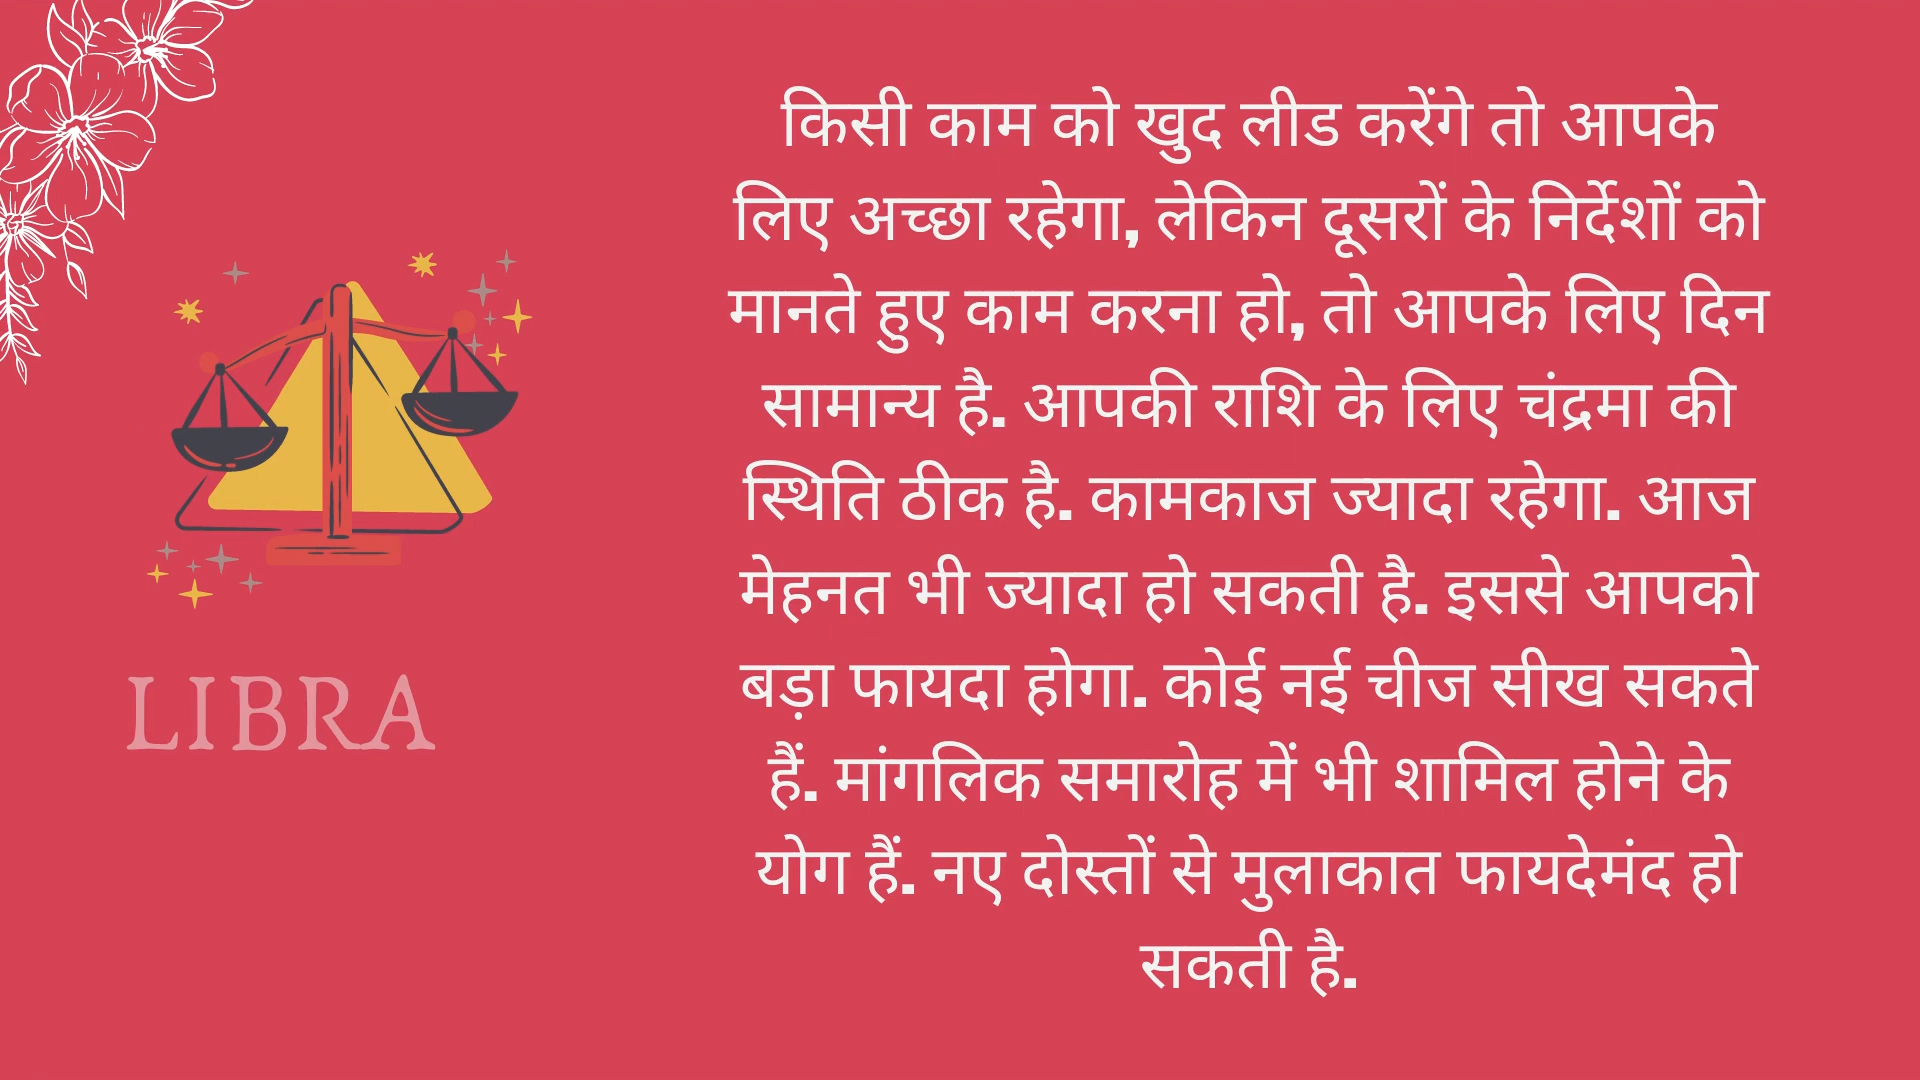 किसी काम को खुद लीड करेंगे तो आपके
लिए अच्छा रहेगा, लेकिन दूसरों के निर्देशों को
मानते हुए काम करना हो, तो आपके लिए दिन
सामान्य है. आपकी राशि के लिए चंद्रमा की
स्थिति ठीक है. कामकाज ज्यादा रहेगा. आज
मेहनत भी ज्यादा हो सकती है. इससे आपको
बड़ा फायदा होगा. कोई नई चीज सीख सकते
हैं. मांगलिक समारोह में भी शामिल होने के
योग हैं. नए दोस्तों से मुलाकात फायदेमंद हो
सकती है.
LIBRA